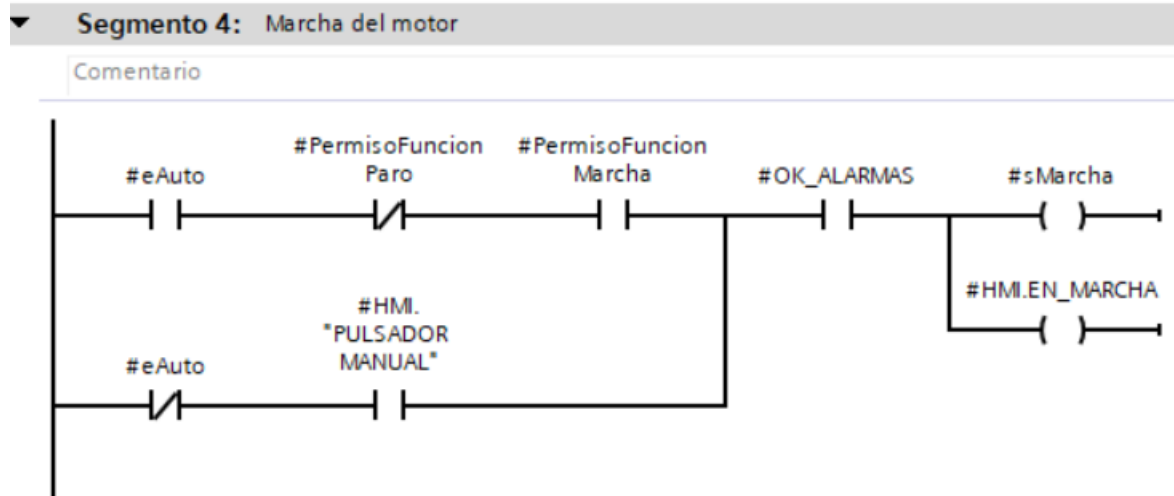 Segmento 4: Marcha del motor
Comentario
#eAuto
#PermisoFuncion
Paro
#PermisoFuncion
Marcha
#OK_ALARMAS
#sMarcha
#HMI.EN_MARCHA
#HMI.
"PULSADOR
MANUAL"
#eAuto